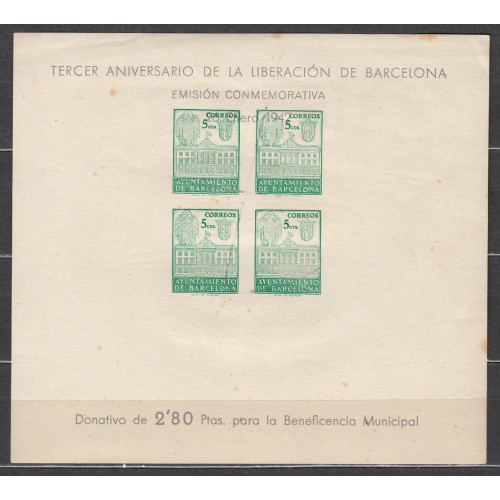 TERCER ANIVERSARIO DE LA LIBERACIÓN DE BARCELONA
EMISIÓN CONMEMORATIVA
Enero 1942
CORREOS CORREOS
5 CTS. 5 CTS.
AYUNTAMIENTO AYUNTAMIENTO
DE BARCELONA DE BARCELONA
CORREOS CORREOS
5 CTS. 5 CTS.
AYUNTAMIENTO AYUNTAMIENTO
DE BARCELONA DE BARCELONA
Donativo de 2'80 Ptas. para la Beneficencia Municipal